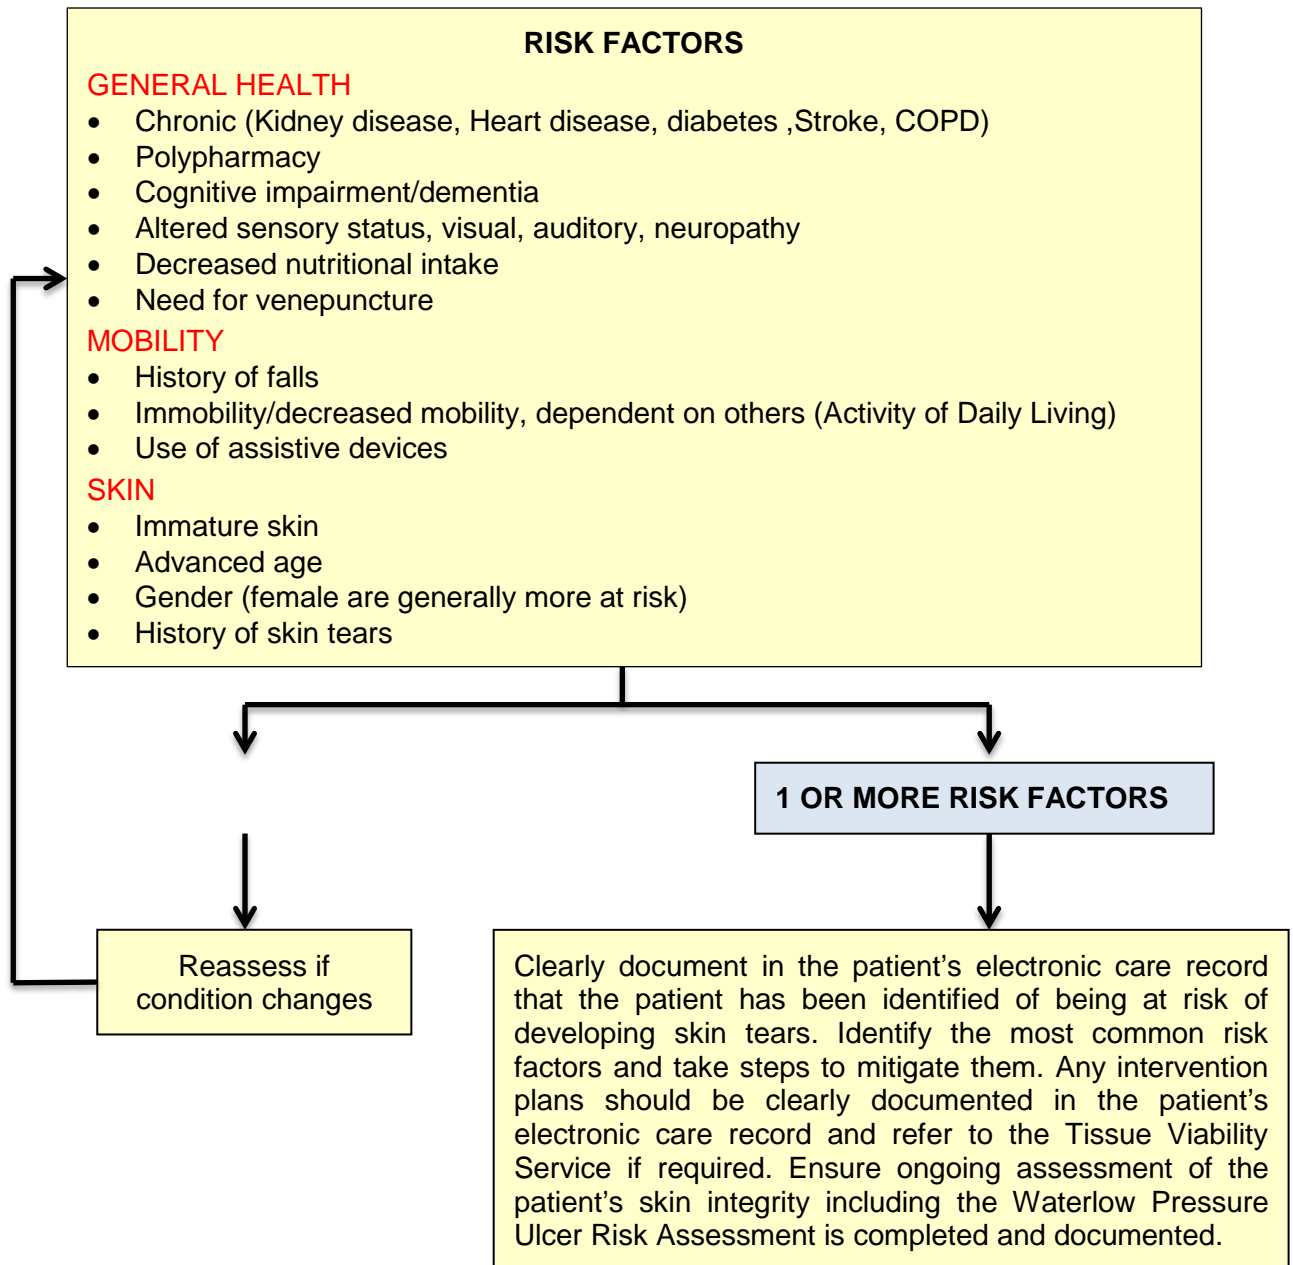 RISK FACTORS
GENERAL HEALTH
• Chronic (Kidney disease, Heart disease, diabetes ,Stroke, COPD)
• Polypharmacy
• Cognitive impairment/dementia
• Altered sensory status, visual, auditory, neuropathy
• Decreased nutritional intake
• Need for venepuncture
MOBILITY
• History of falls
• Immobility/decreased mobility, dependent on others (Activity of Daily Living)
• Use of assistive devices
SKIN
• Immature skin
• Advanced age
• Gender (female are generally more at risk)
• History of skin tears
1 OR MORE RISK FACTORS
Reassess if
condition changes
Clearly document in the patient’s electronic care record
that the patient has been identified of being at risk of
developing skin tears. Identify the most common risk
factors and take steps to mitigate them. Any intervention
plans should be clearly documented in the patient’s
electronic care record and refer to the Tissue Viability
Service if required. Ensure ongoing assessment of the
patient’s skin integrity including the Waterlow Pressure
Ulcer Risk Assessment is completed and documented.